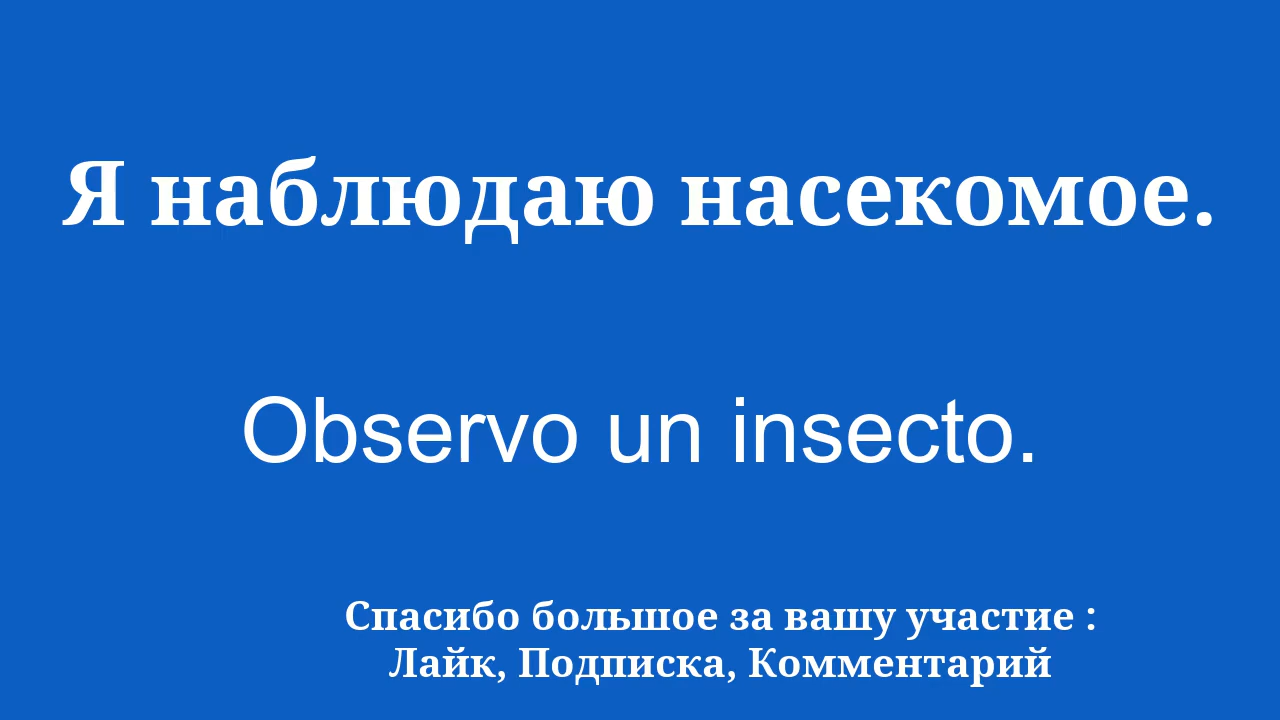 Я наблюдаю насекомое.
Observo un insecto.
Спасибо большое за вашу участие :
Лайк, Подписка, Комментарий